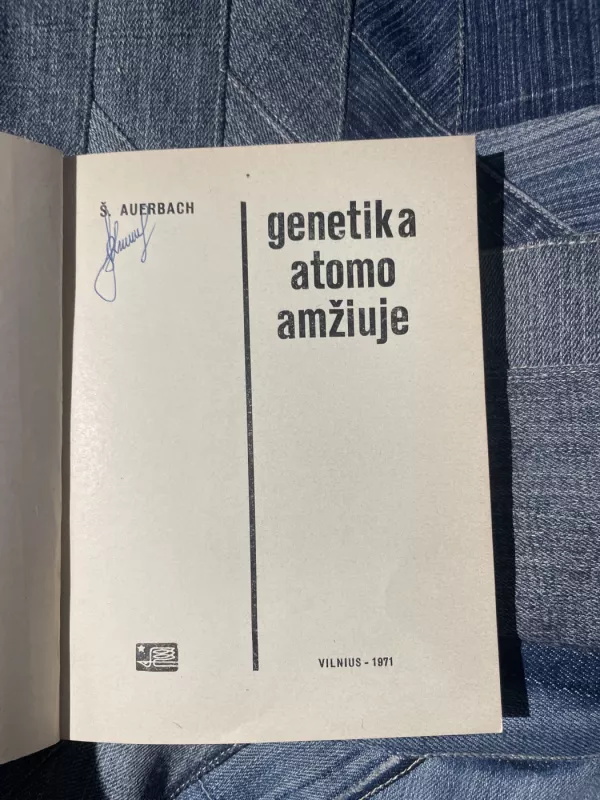 Š. AUERBACH
genetika
atomo
amžiuje
VILNIUS - 1971